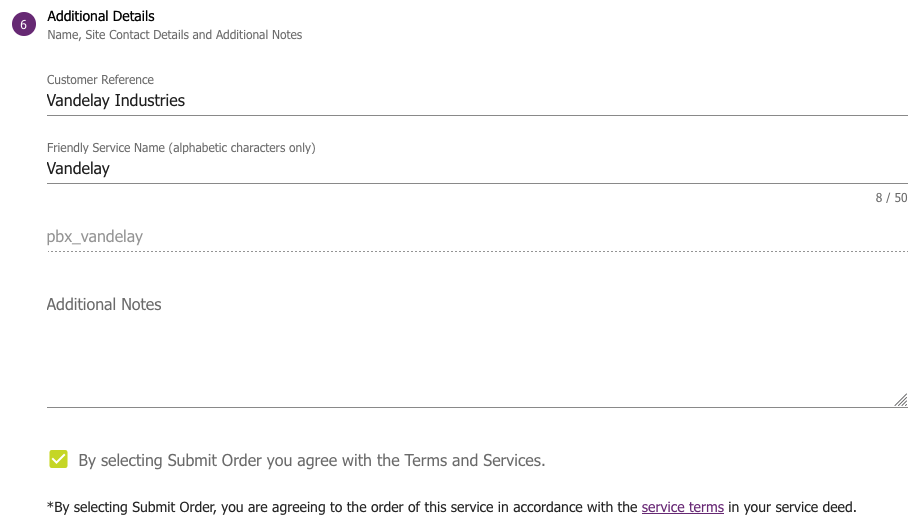 6
Additional Details
Name, Site Contact Details and Additional Notes
Customer Reference
Vandelay Industries
Friendly Service Name (alphabetic characters only)
Vandelay
8 / 50
pbx_vandelay
Additional Notes
By selecting Submit Order you agree with the Terms and Services.
*By selecting Submit Order, you are agreeing to the order of this service in accordance with the service terms in your service deed.